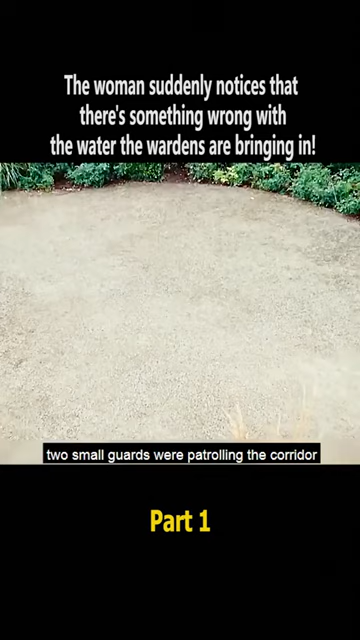 The woman suddenly notices that
there's something wrong with
the water the wardens are bringing in!
two small guards were patrolling the corridor
Part 1